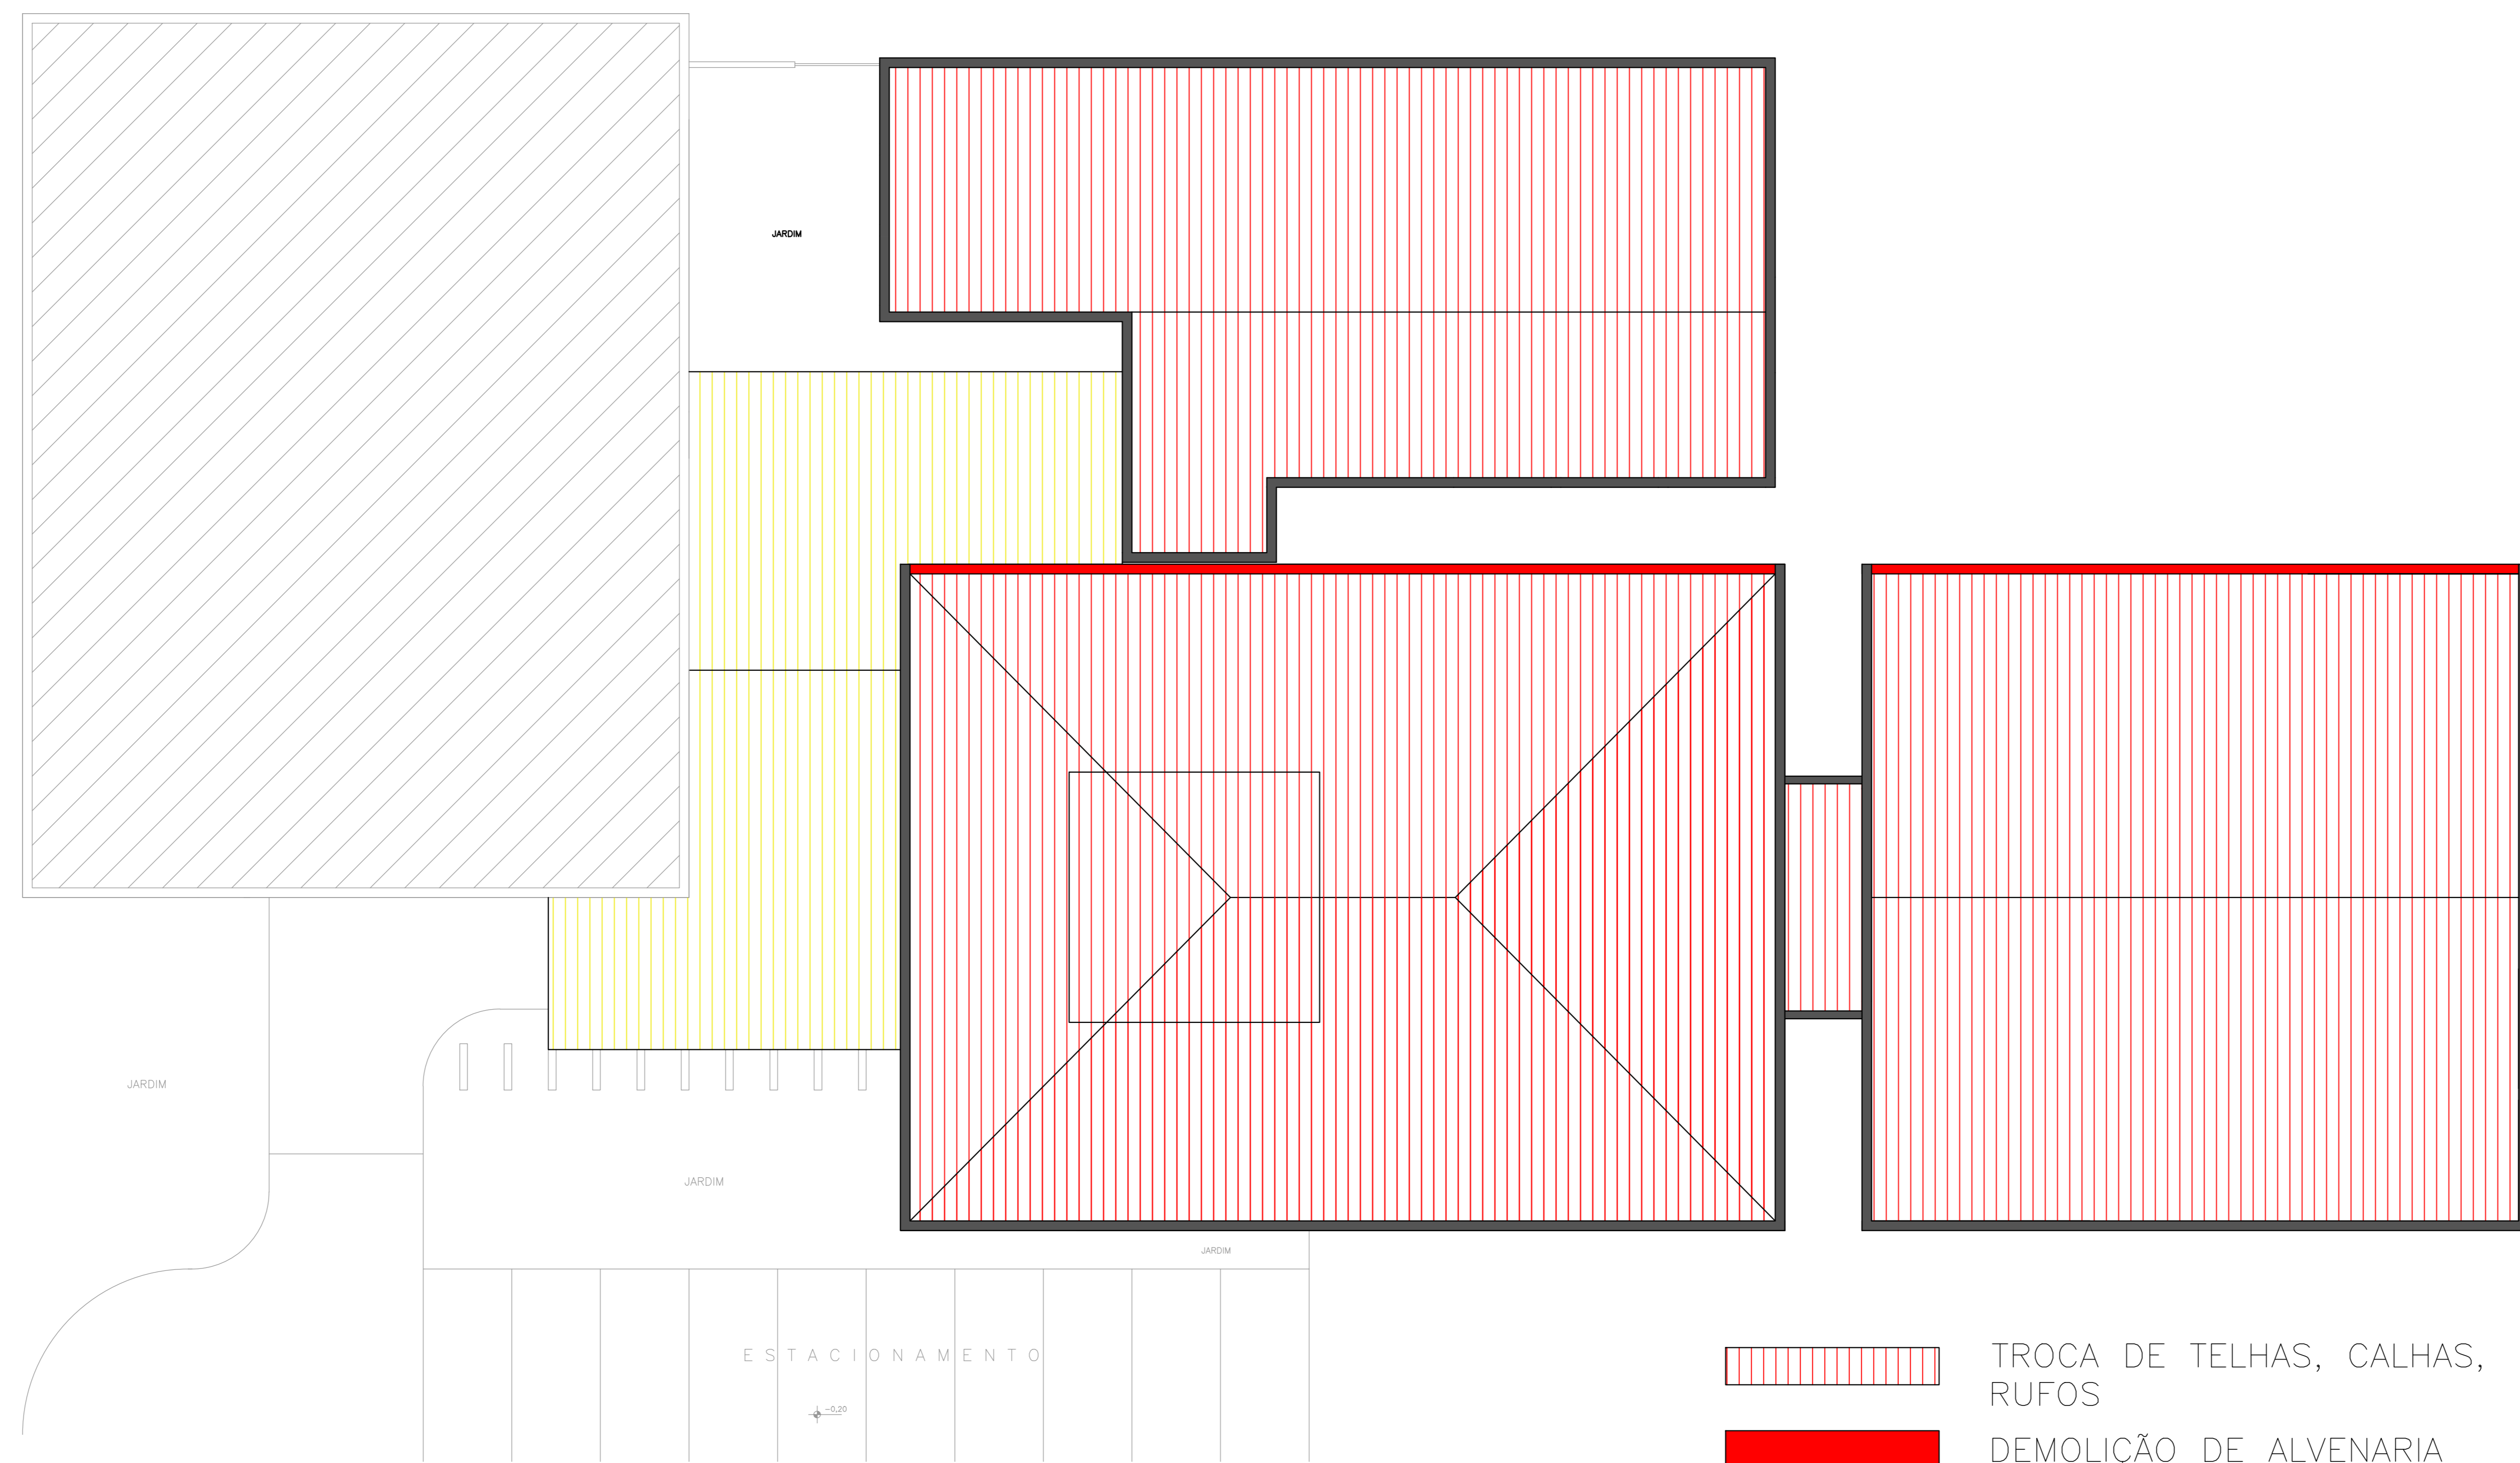 JARDIM
JARDIM
JARDIM
JARDIM
ESTACIONAMENTO
-0,20
TROCA DE TELHAS, CALHAS,
RUFOS
DEMOLIÇÃO DE ALVENARIA